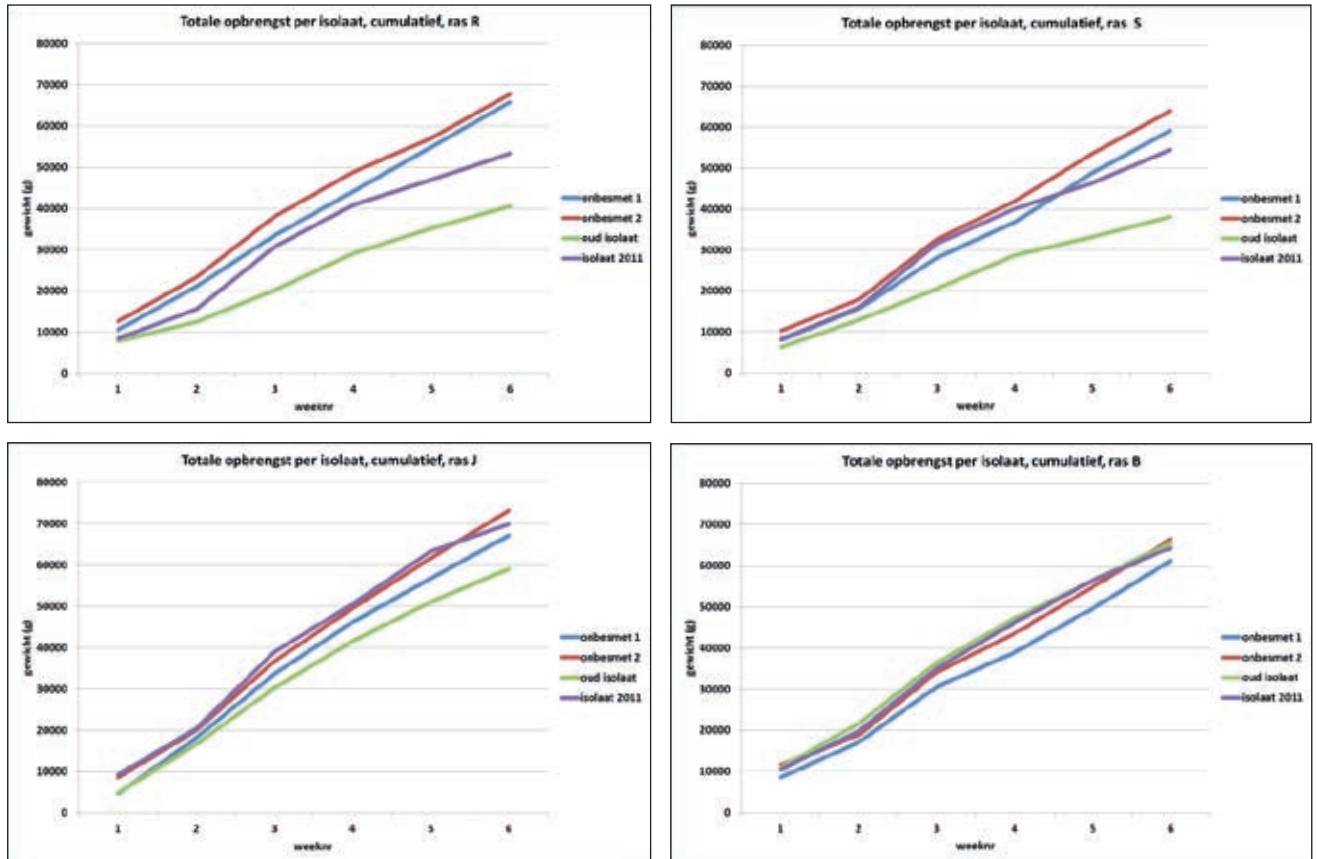 Totale opbrengst per isolaat, cumulatief, ras R
80000
70000
60000
50000
40000
30000
20000
10000
0
gewicht (g)
1 2 3 4 5 6
weeknr
onbesmet 1
onbesmet 2
oud isolaat
isolaat 2011
Totale opbrengst per isolaat, cumulatief, ras S
80000
70000
60000
50000
40000
30000
20000
10000
0
gewicht (g)
1 2 3 4 5 6
weeknr
onbesmet 1
onbesmet 2
oud isolaat
isolaat 2011
Totale opbrengst per isolaat, cumulatief, ras J
80000
70000
60000
50000
40000
30000
20000
10000
0
gewicht (g)
1 2 3 4 5 6
weeknr
onbesmet 1
onbesmet 2
oud isolaat
isolaat 2011
Totale opbrengst per isolaat, cumulatief, ras B
80000
70000
60000
50000
40000
30000
20000
10000
0
gewicht (g)
1 2 3 4 5 6
weeknr
onbesmet 1
onbesmet 2
oud isolaat
isolaat 2011